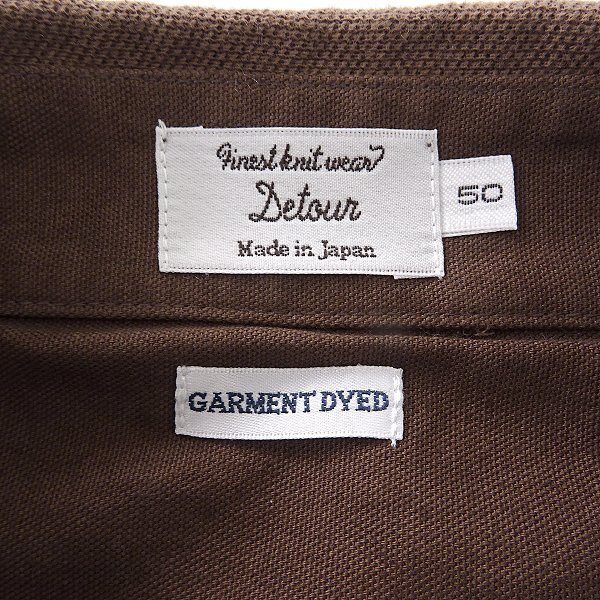 Finest knit wear
Detour
Made in Japan
50
GARMENT DYED